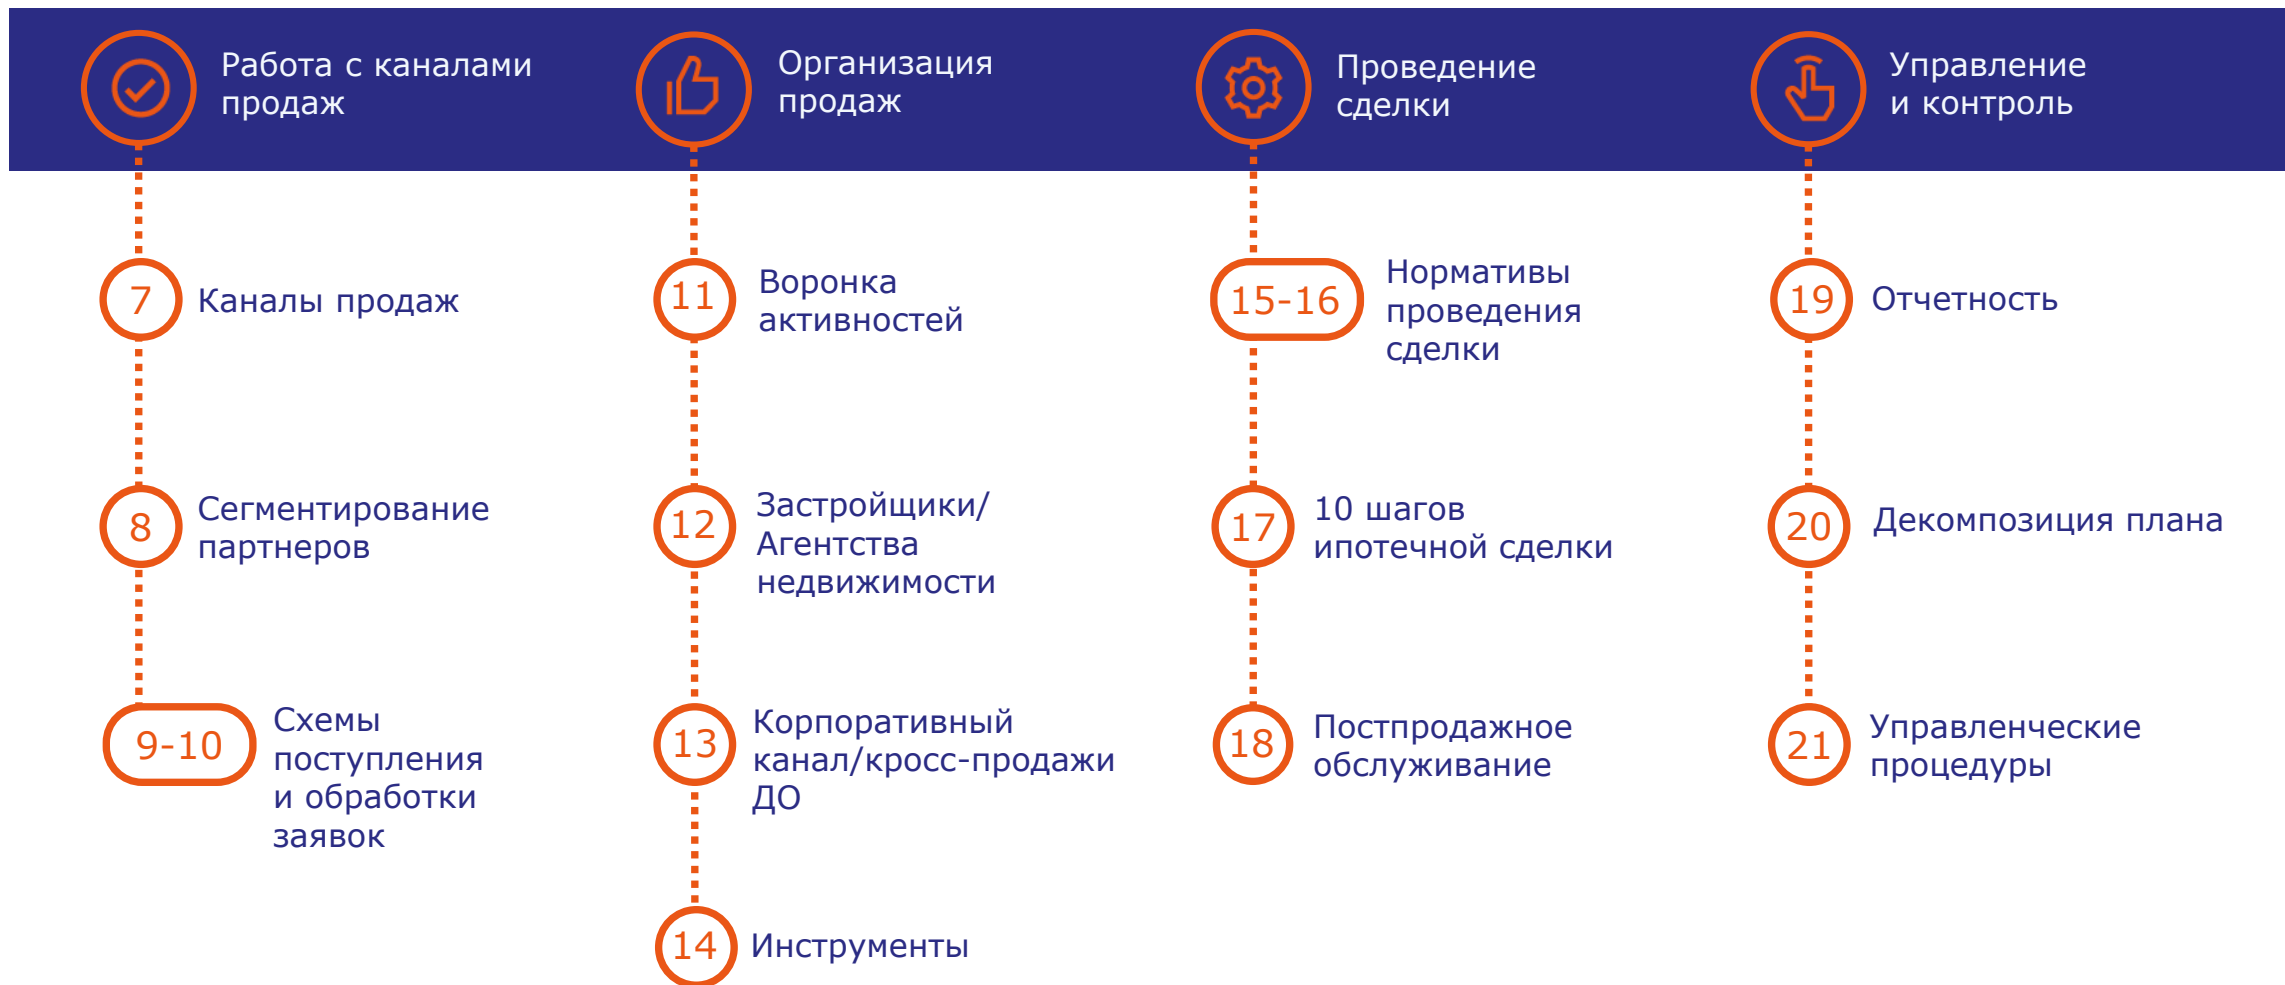 Работа с каналами
продаж
Организация
продаж
Проведение
сделки
Управление
и контроль
7
Каналы продаж
8
Сегментирование
партнеров
9-10
Схемы
поступления
и обработки
заявок
11
Воронка
активностей
12
Застройщики/
Агентства
недвижимости
13
Корпоративный
канал/кросс-продажи
ДО
14
Инструменты
15-16
Нормативы
проведения
сделки
17
10 шагов
ипотечной сделки
18
Постпродажное
обслуживание
19
Отчетность
20
Декомпозиция плана
21
Управленческие
процедуры